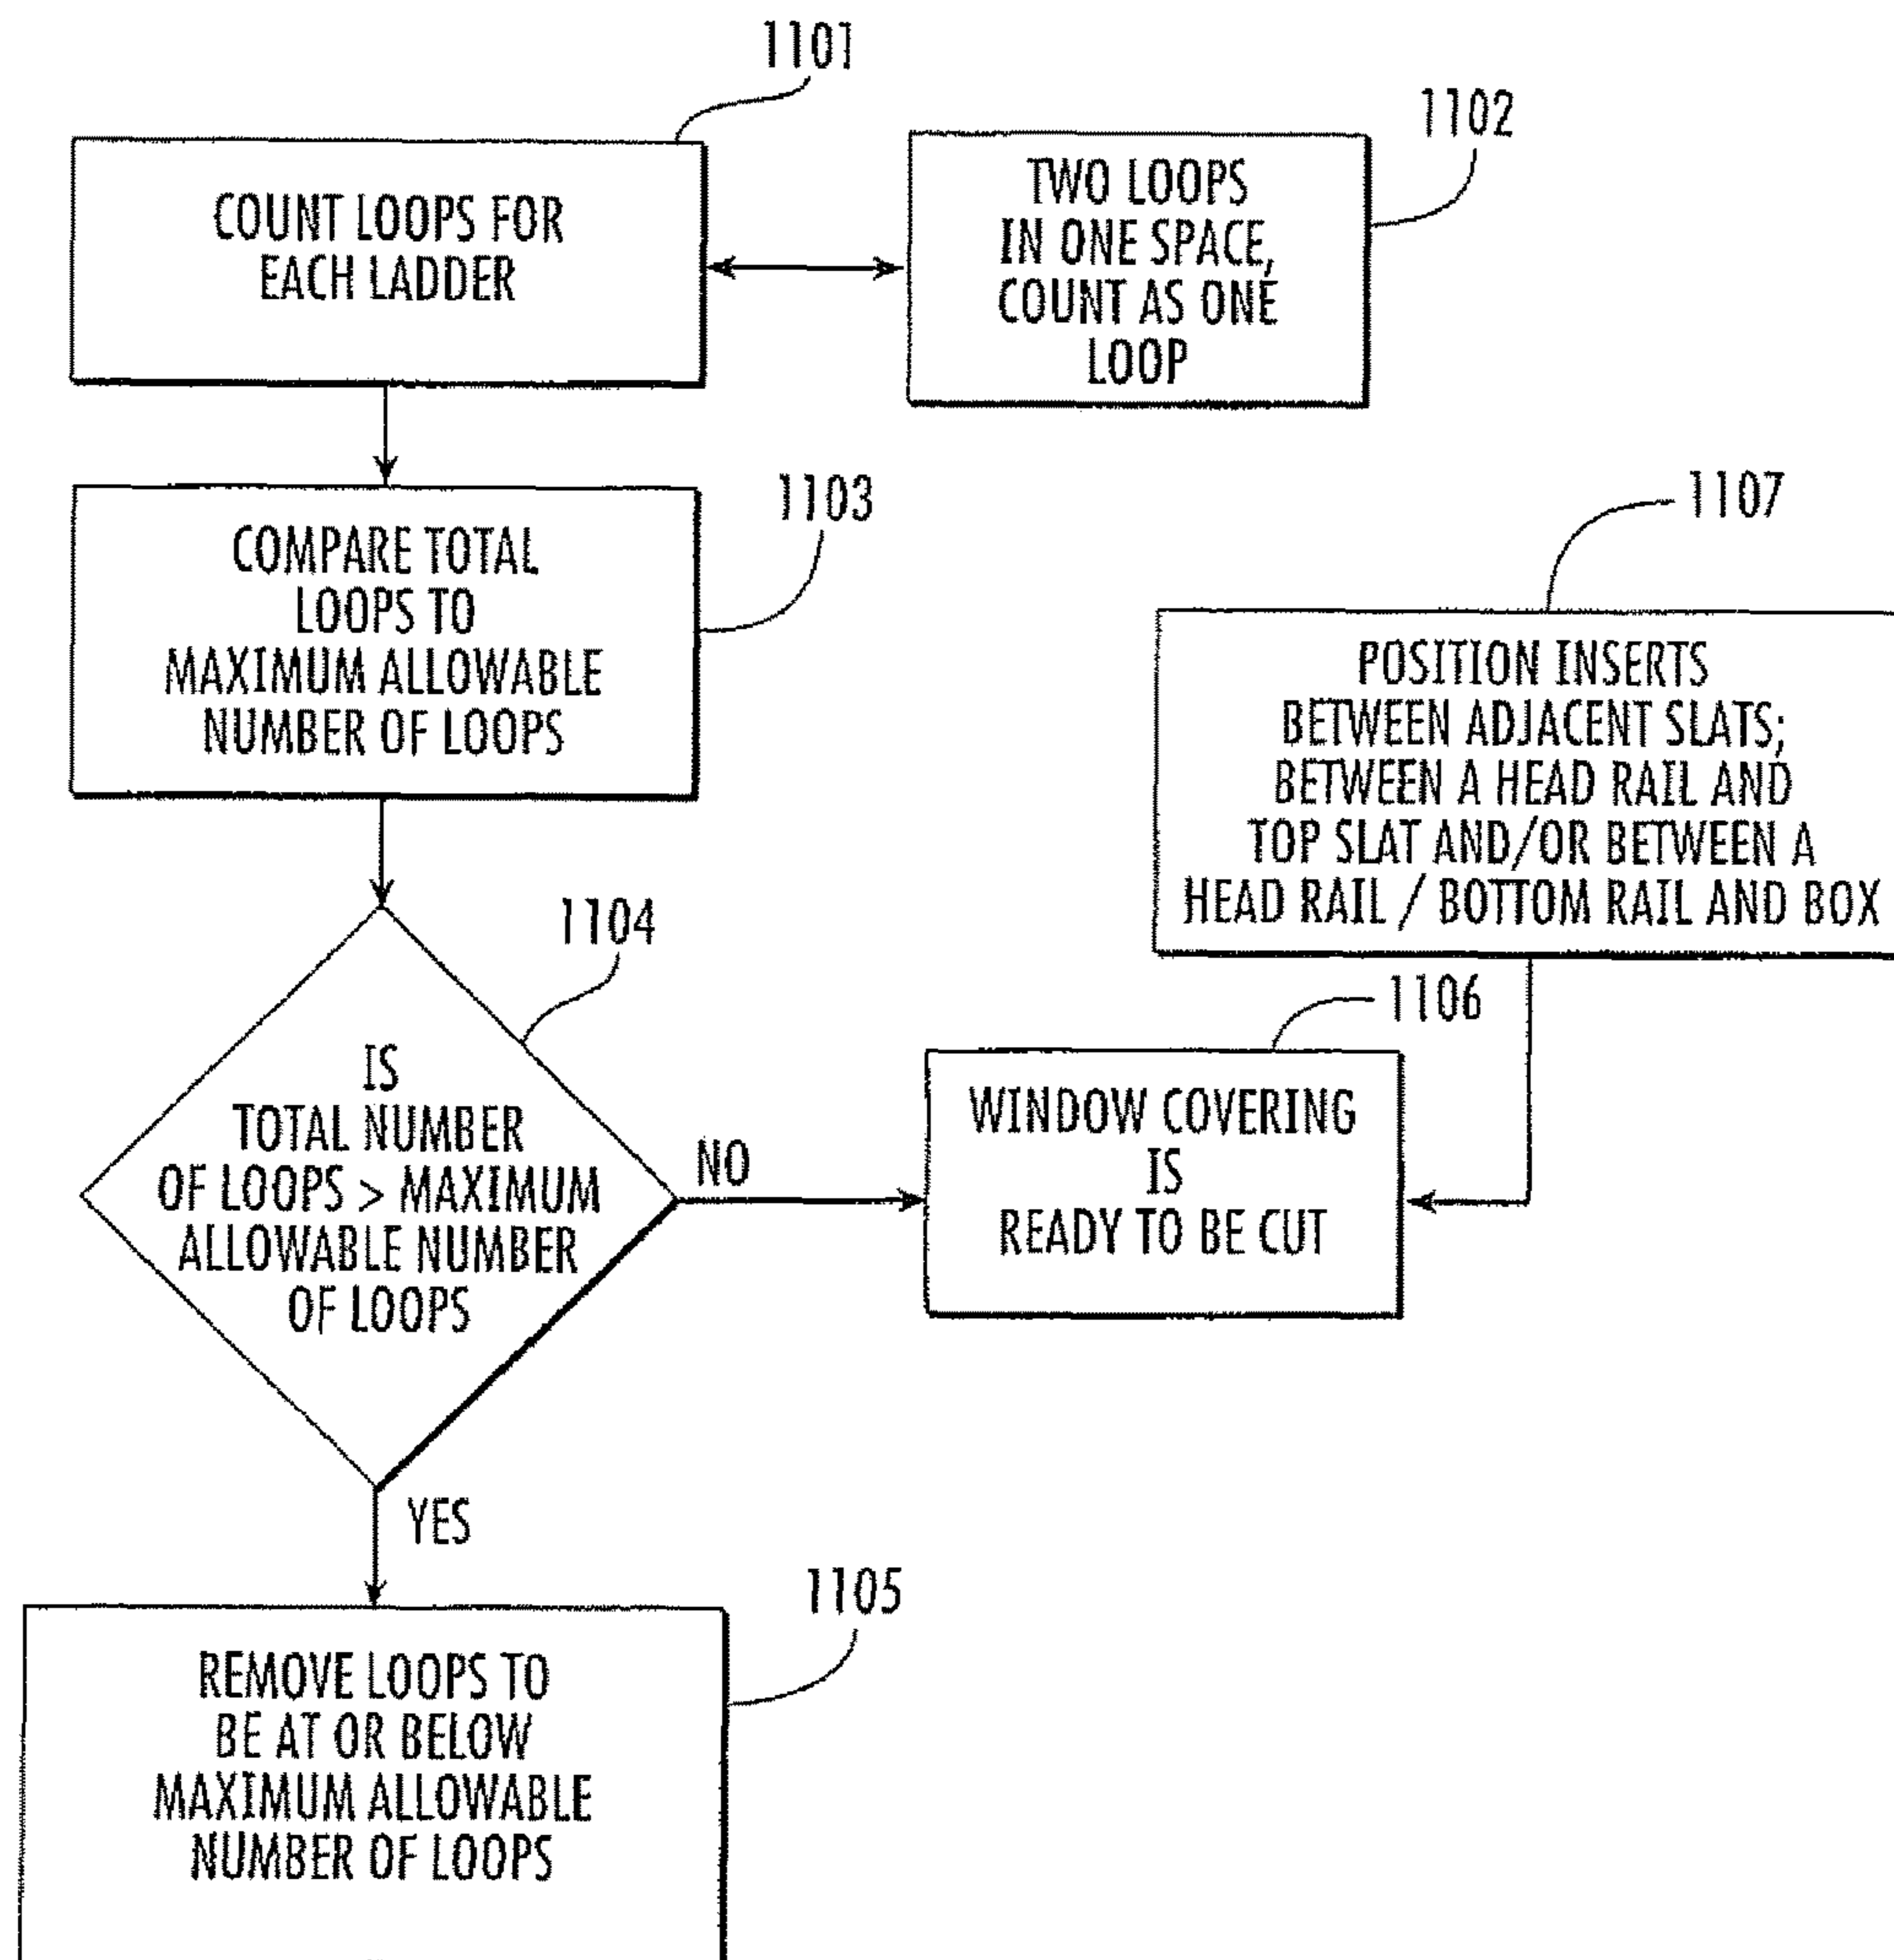 1101
COUNT LOOPS FOR
EACH LADDER
1102
TWO LOOPS
IN ONE SPACE,
COUNT AS ONE
LOOP
1103
COMPARE TOTAL
LOOPS TO
MAXIMUM ALLOWABLE
NUMBER OF LOOPS
1107
POSITION INSERTS
BETWEEN ADJACENT SLATS;
BETWEEN A HEAD RAIL AND
TOP SLAT AND/OR BETWEEN A
HEAD RAIL / BOTTOM RAIL AND BOX
1104
IS
TOTAL NUMBER
OF LOOPS > MAXIMUM
ALLOWABLE NUMBER
OF LOOPS
NO
1106
WINDOW COVERING
IS
READY TO BE CUT
YES
1105
REMOVE LOOPS TO
BE AT OR BELOW
MAXIMUM ALLOWABLE
NUMBER OF LOOPS